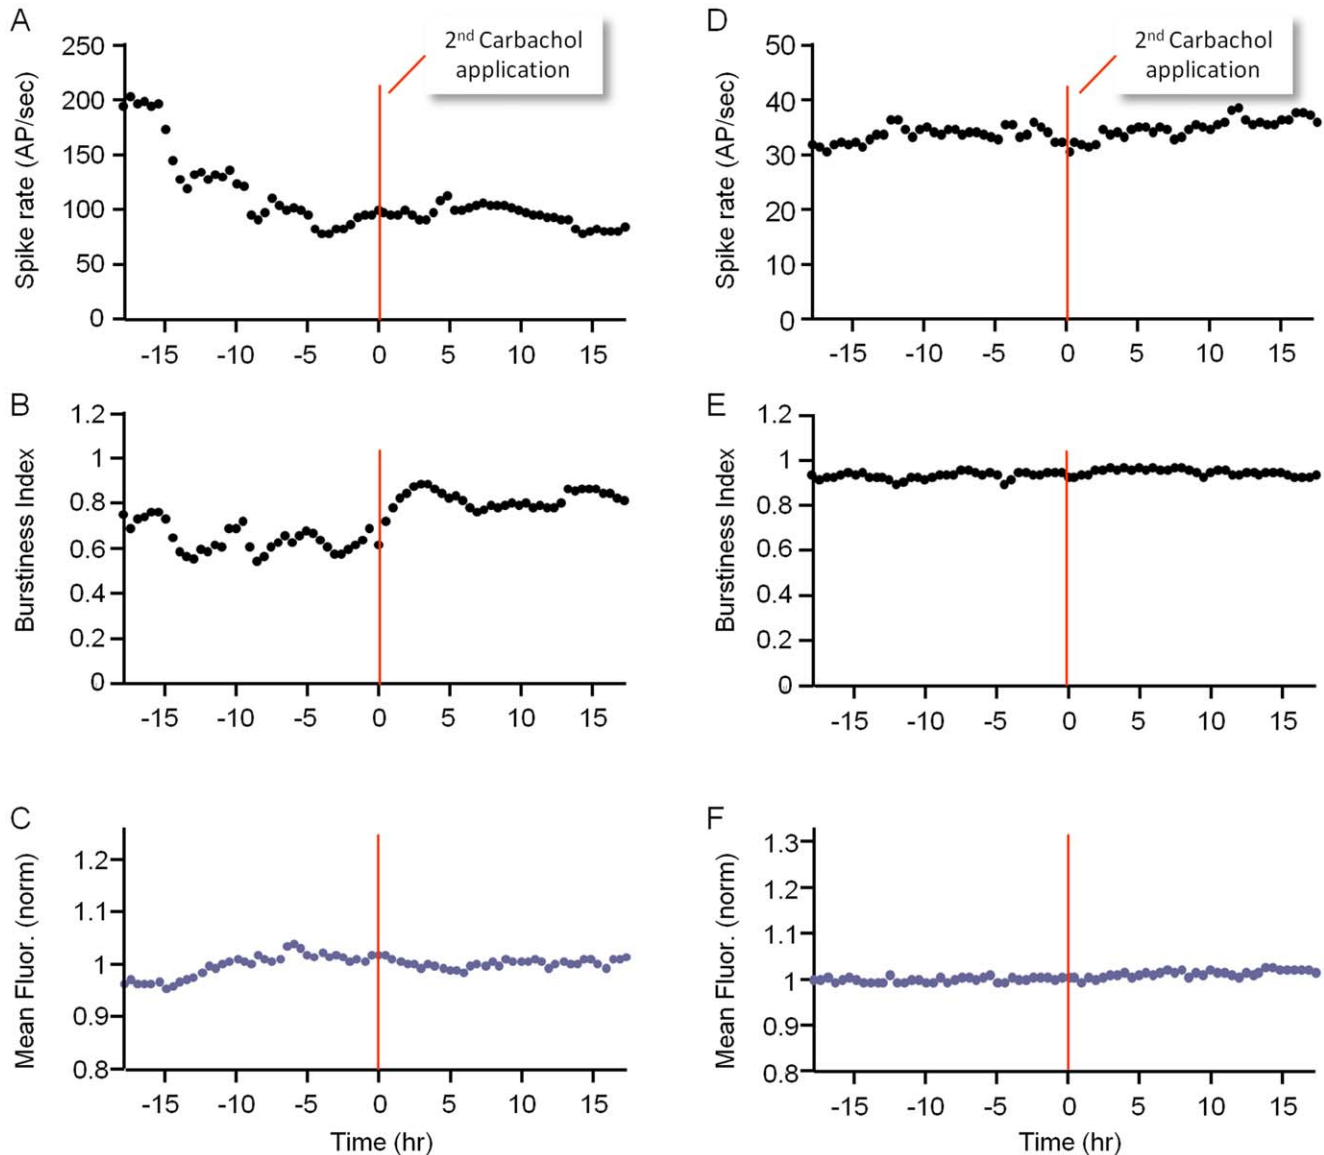 A
2nd Carbachol
application
Spike rate (AP/sec)
250
200
150
100
50
0
-15 -10 -5 0 5 10 15
B
Burstiness Index
1.2
1
0.8
0.6
0.4
0.2
0
-15 -10 -5 0 5 10 15
C
Mean Fluor. (norm)
1.2
1.1
1
0.9
0.8
-15 -10 -5 0 5 10 15
Time (hr)
D
2nd Carbachol
application
Spike rate (AP/sec)
50
40
30
20
10
0
-15 -10 -5 0 5 10 15
E
Burstiness Index
1.2
1
0.8
0.6
0.4
0.2
0
-15 -10 -5 0 5 10 15
F
Mean Fluor. (norm)
1.3
1.2
1.1
1
0.9
0.8
-15 -10 -5 0 5 10 15
Time (hr)